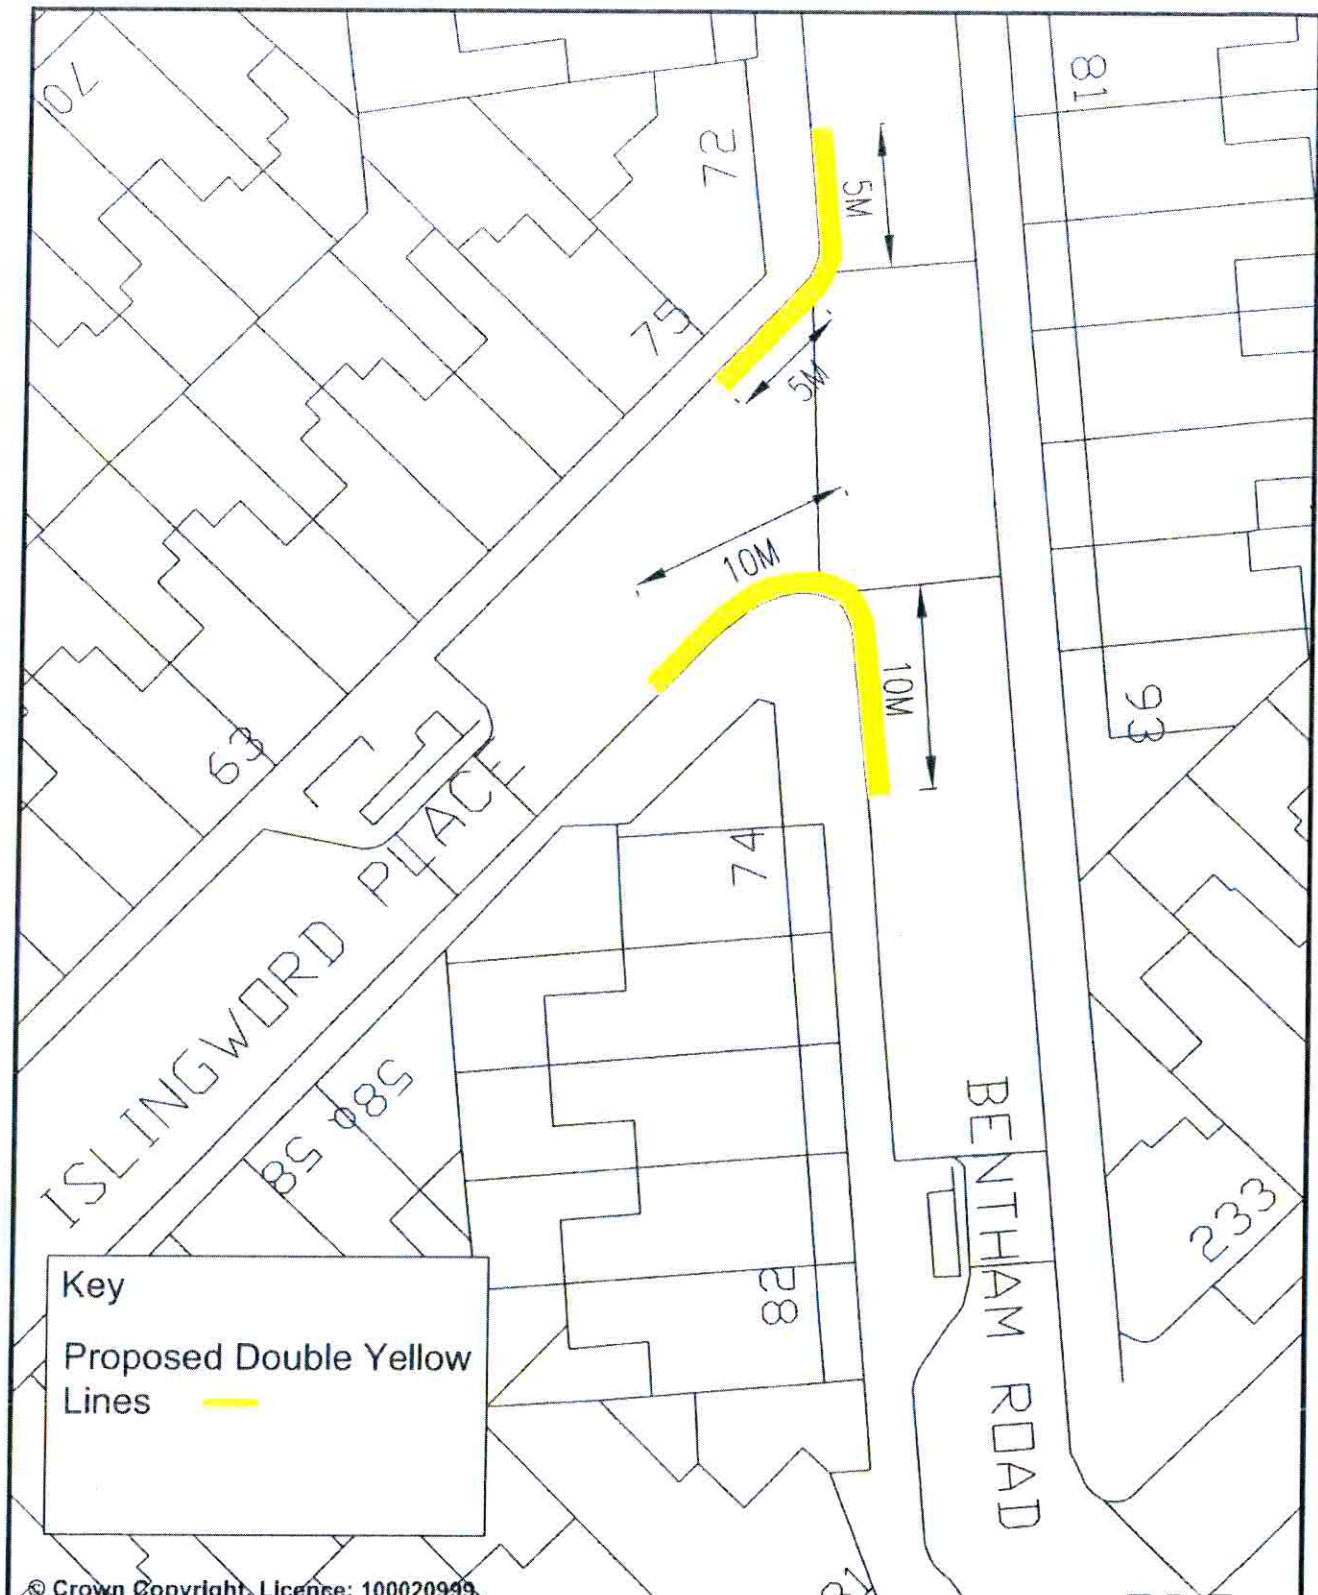 70
72
81
5M
75
5M
10M
10M
93
63
74
ISLINGWORD PLACE
58a
58
BENTHAM ROAD
233
28
Key
Proposed Double Yellow
Lines
© Crown Copyright. Licence: 100020999.